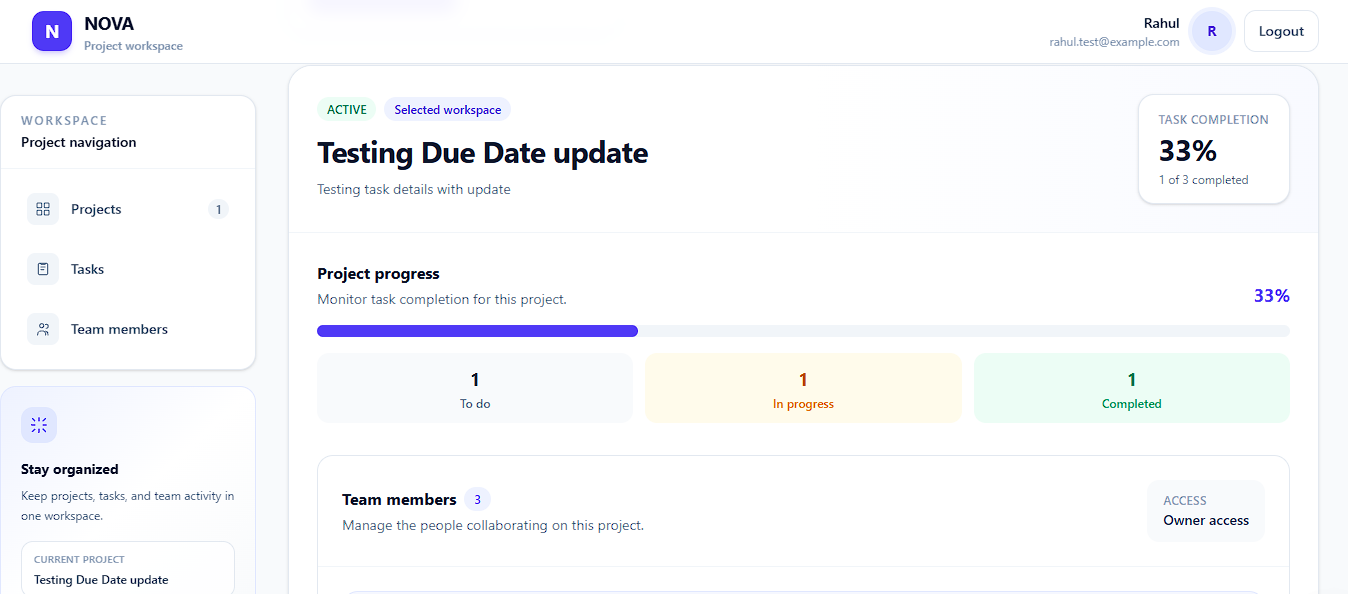 N
NOVA
Project workspace
Rahul
rahul.test@example.com
R
Logout
WORKSPACE
Project navigation
Projects
1
Tasks
Team members
Stay organized
Keep projects, tasks, and team activity in
one workspace.
CURRENT PROJECT
Testing Due Date update
ACTIVE
Selected workspace
Testing Due Date update
Testing task details with update
TASK COMPLETION
33%
1 of 3 completed
Project progress
Monitor task completion for this project.
33%
1
To do
1
In progress
1
Completed
Team members 3
Manage the people collaborating on this project.
ACCESS
Owner access